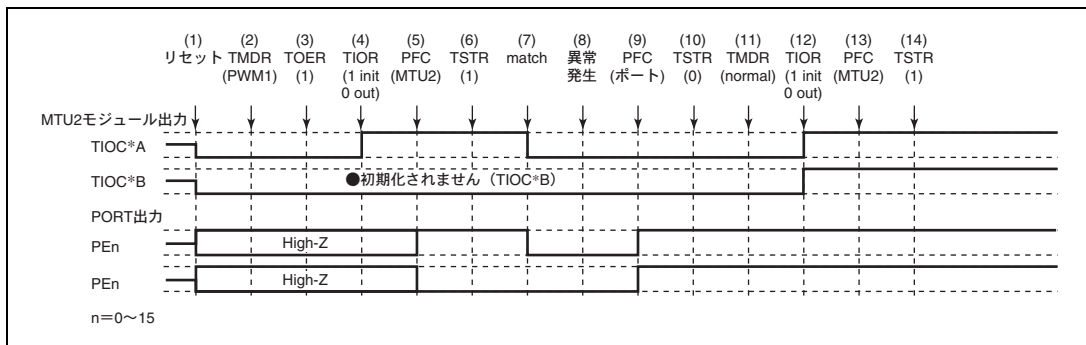 (1) (2) (3) (4) (5) (6) (7) (8) (9) (10) (11) (12) (13) (14)
リセット TMDR TOER TIOR PFC TSTR match 異常 PFC TSTR TMDR TIOR PFC TSTR
(PWM1) (1) (1 init (MTU2) (1) 発生 (ポート) (0) (normal) (1 init (MTU2) (1)
0 out) 0 out)
MTU2モジュール出力
TIOC*A
TIOC*B ●初期化されません（TIOC*B）
PORT出力
PEn High-Z
PEn High-Z
n=0～15